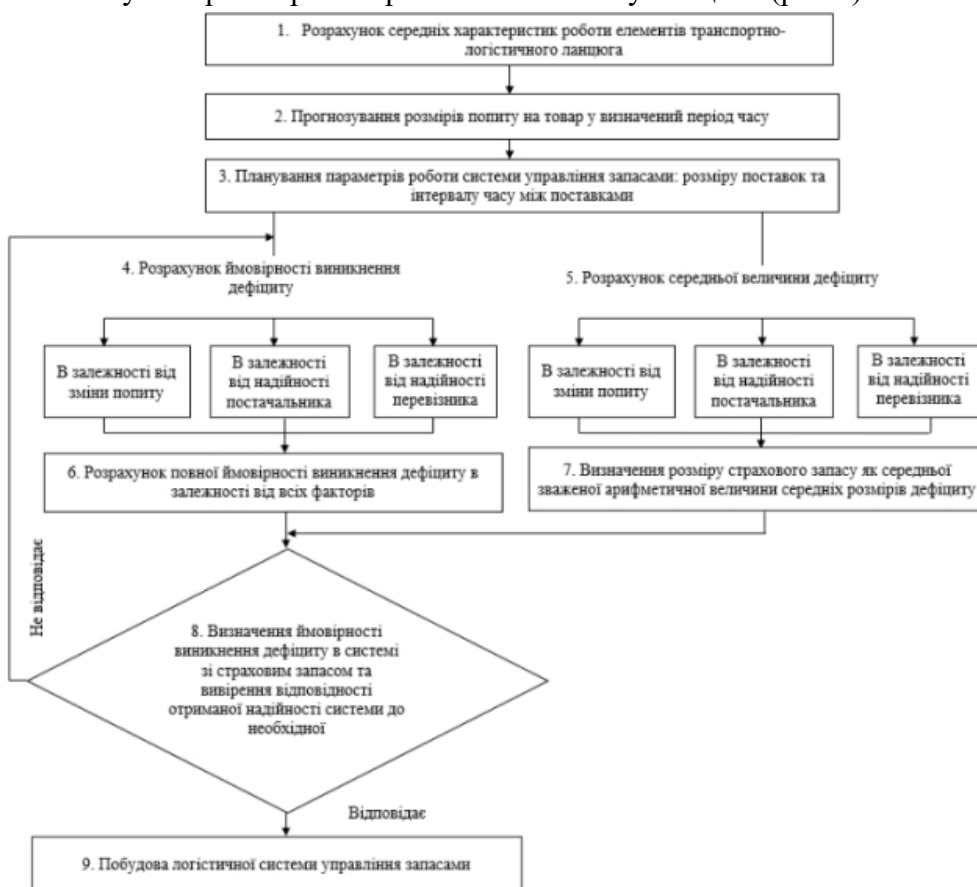 1. Розрахунок середніх характеристик роботи елементів транспортно-
логістичного ланцюга
2. Прогнозування розмірів попиту на товар у визначений період часу
3. Планування параметрів роботи системи управління запасами: розміру поставок та
інтервалу часу між поставками
4. Розрахунок ймовірності виникнення
дефіциту
5. Розрахунок середньої величини дефіциту
В залежності від
зміни попиту
В залежності
від надійності
постачальника
В залежності
від надійності
перевізника
В залежності від
зміни попиту
В залежності
від надійності
постачальника
В залежності
від надійності
перевізника
6. Розрахунок повної ймовірності виникнення дефіциту в
залежності від всіх факторів
7. Визначення розміру страхового запасу як середньої
зваженої арифметичної величини середніх розмірів дефіциту
Не відповідає
8. Визначення ймовірності
виникнення дефіциту в системі
зі страховим запасом та
вивірення відповідності
отриманої надійності системи до
необхідної
Відповідає
9. Побудова логістичної системи управління запасами